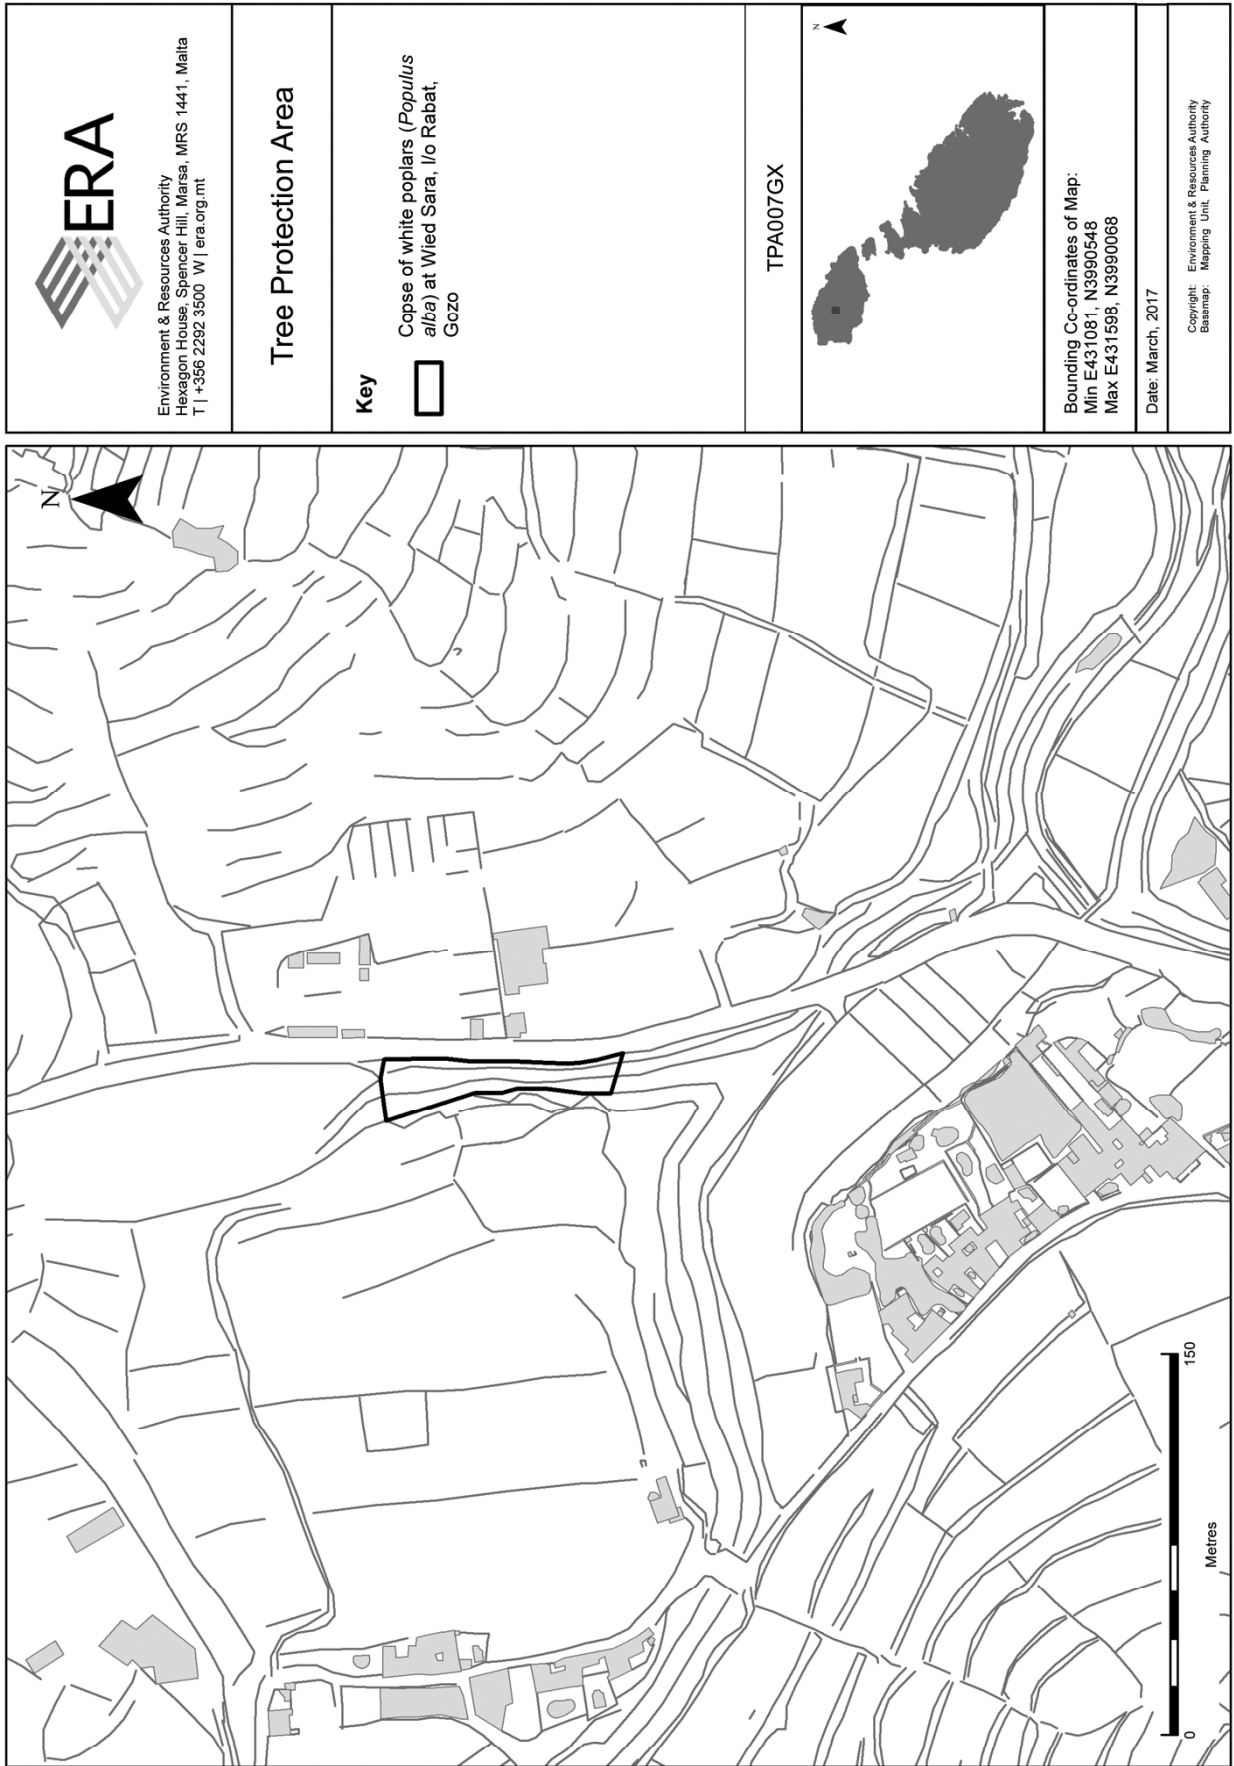 ERA
Environment & Resources Authority
Hexagon House, Spencer Hill, Marsa, MRS 1441, Malta
T | +356 2292 3500  W | era.org.mt
Tree Protection Area
Key
Copse of white poplars (Populus
alba) at Wied Sara, l/o Rabat,
Gozo
TPA007GX
N
Bounding Co-ordinates of Map:
Min E431081, N3990548
Max E431598, N3990068
Date: March, 2017
Copyright: Environment & Resources Authority
Basemap: Mapping Unit, Planning Authority
N
0
150
Metres